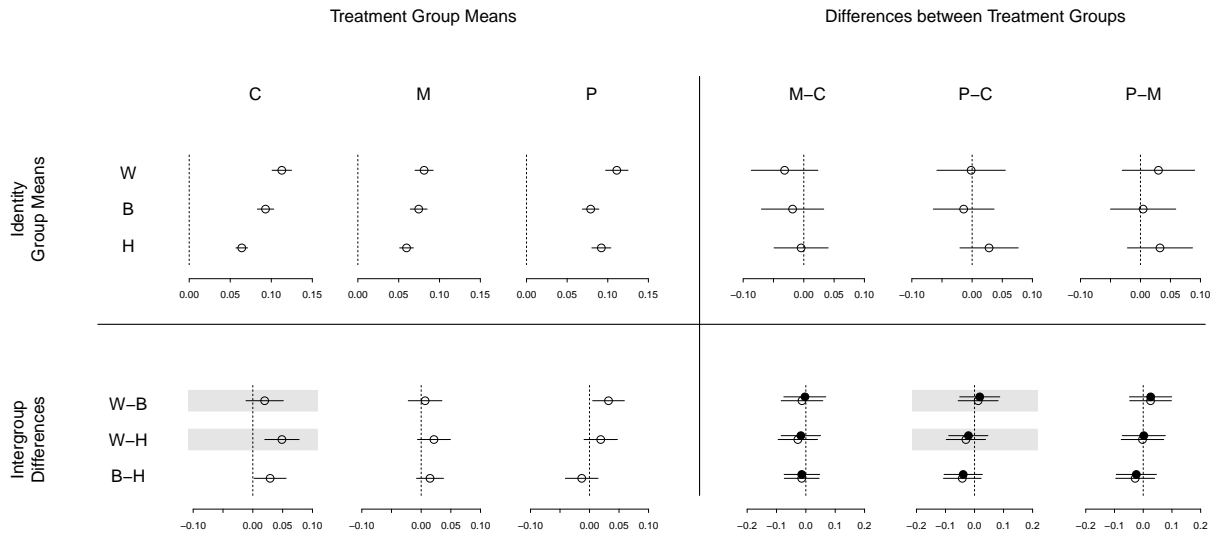 Treatment Group Means
Differences between Treatment Groups
C M P M−C P−C P−M
Identity
Group Means
W
B
H
0.00 0.05 0.10 0.15 0.00 0.05 0.10 0.15 0.00 0.05 0.10 0.15 −0.10 0.00 0.05 0.10 −0.10 0.00 0.05 0.10 −0.10 0.00 0.05 0.10
Intergroup
Differences
W−B
W−H
B−H
−0.10 0.00 0.05 0.10 −0.10 0.00 0.05 0.10 −0.10 0.00 0.05 0.10 −0.2 −0.1 0.0 0.1 0.2 −0.2 −0.1 0.0 0.1 0.2 −0.2 −0.1 0.0 0.1 0.2